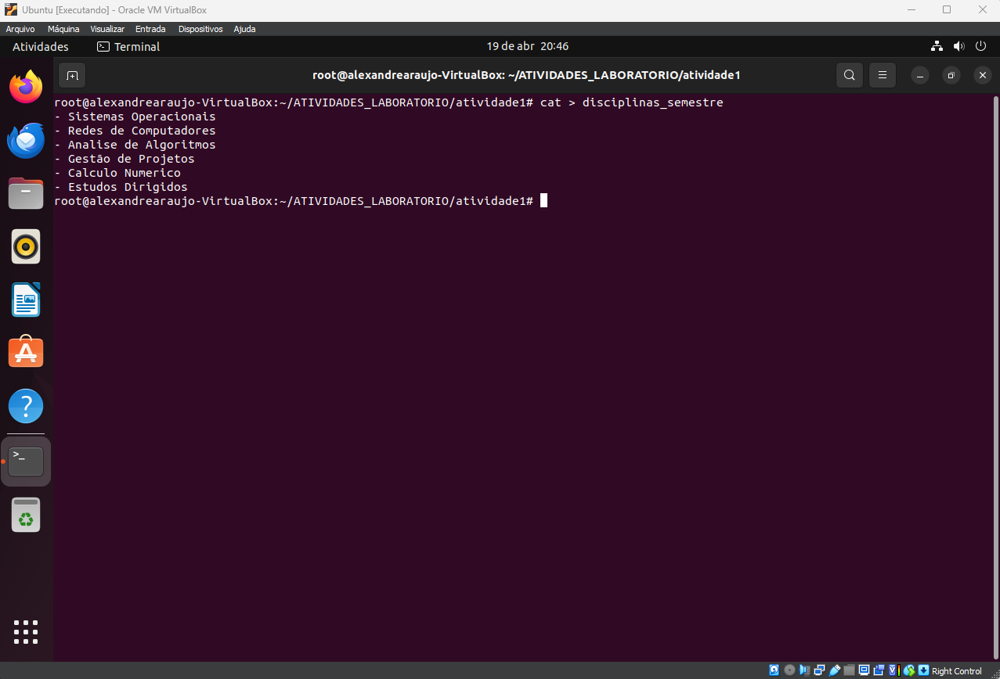 Ubuntu [Executando] - Oracle VM VirtualBox
Arquivo Máquina Visualizar Entrada Dispositivos Ajuda
Atividades Terminal 19 de abr 20:46
root@alexandrearaujo-VirtualBox: ~/ATIVIDADES_LABORATORIO/atividade1
root@alexandrearaujo-VirtualBox:~/ATIVIDADES_LABORATORIO/atividade1# cat > disciplinas_semestre
- Sistemas Operacionais
- Redes de Computadores
- Analise de Algoritmos
- Gestão de Projetos
- Calculo Numerico
- Estudos Dirigidos
root@alexandrearaujo-VirtualBox:~/ATIVIDADES_LABORATORIO/atividade1#
Right Control